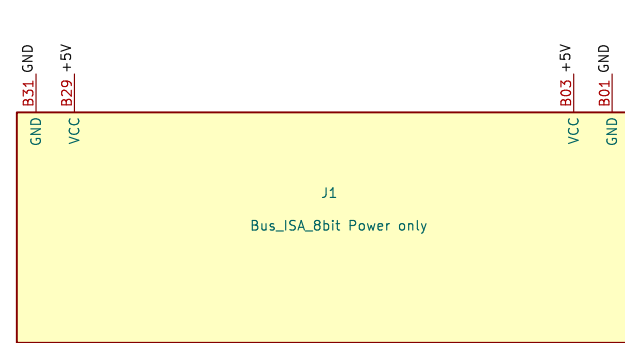 GND
+5V
+5V
GND
B31
B29
B03
B01
GND
VCC
VCC
GND
J1
Bus_ISA_8bit Power only